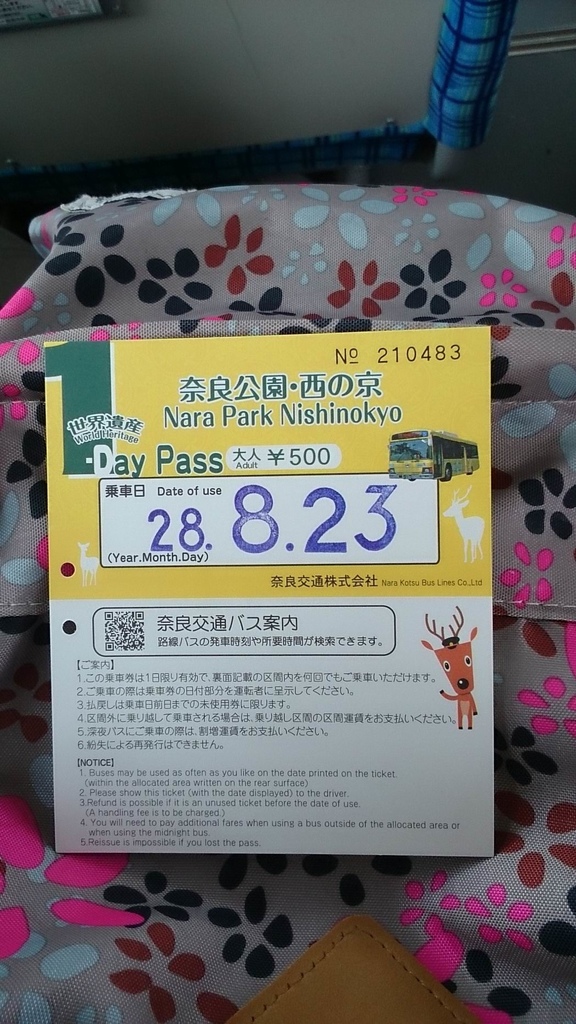 № 210483
奈良公園・西の京
Nara Park Nishinokyo
世界遺産
World Heritage
1-Day Pass 大人 Adult ¥500
乗車日 Date of use
28. 8.23
(Year.Month.Day)
奈良交通株式会社 Nara Kotsu Bus Lines Co.,Ltd
奈良交通バス案内
路線バスの発車時刻や所要時間が検索できます。
【ご案内】
1.この乗車券は1日限り有効で、裏面記載の区間内を何回でもご乗車いただけます。
2.ご乗車の際は乗車券の日付部分を運転者に呈示してください。
3.払戻しは乗車日前日までの未使用券に限ります。
4.区間外に乗り越して乗車される場合は、乗り越し区間の区間運賃をお支払いください。
5.深夜バスにご乗車の際は、割増運賃をお支払いください。
6.紛失による再発行はできません。
[NOTICE]
1. Buses may be used as often as you like on the date printed on the ticket.
(within the allocated area written on the rear surface)
2. Please show this ticket (with the date displayed) to the driver.
3.Refund is possible if it is an unused ticket before the date of use.
(A handling fee is to be charged.)
4. You will need to pay additional fares when using a bus outside of the allocated area or
when using the midnight bus.
5.Reissue is impossible if you lost the pass.